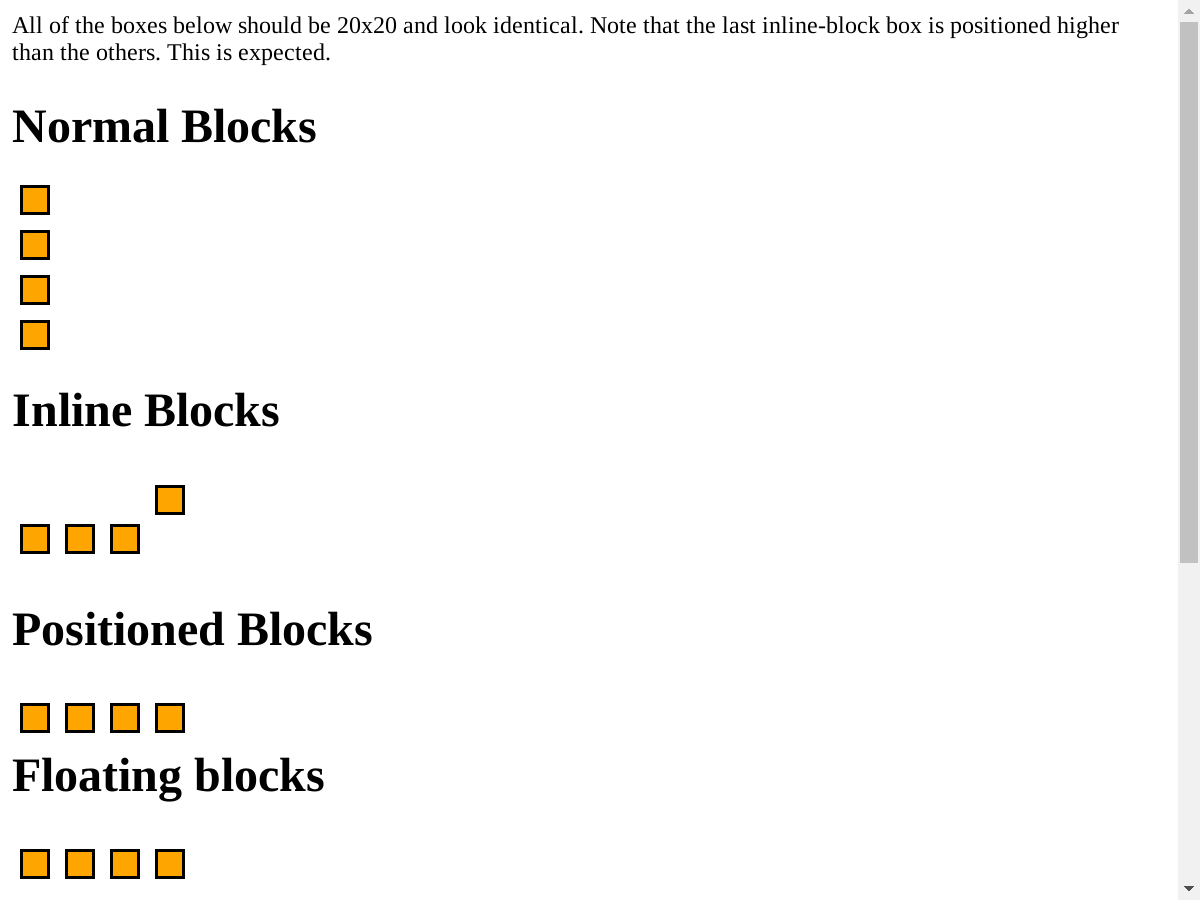 All of the boxes below should be 20x20 and look identical. Note that the last inline-block box is positioned higher
than the others. This is expected.
Normal Blocks
Inline Blocks
Positioned Blocks
Floating blocks